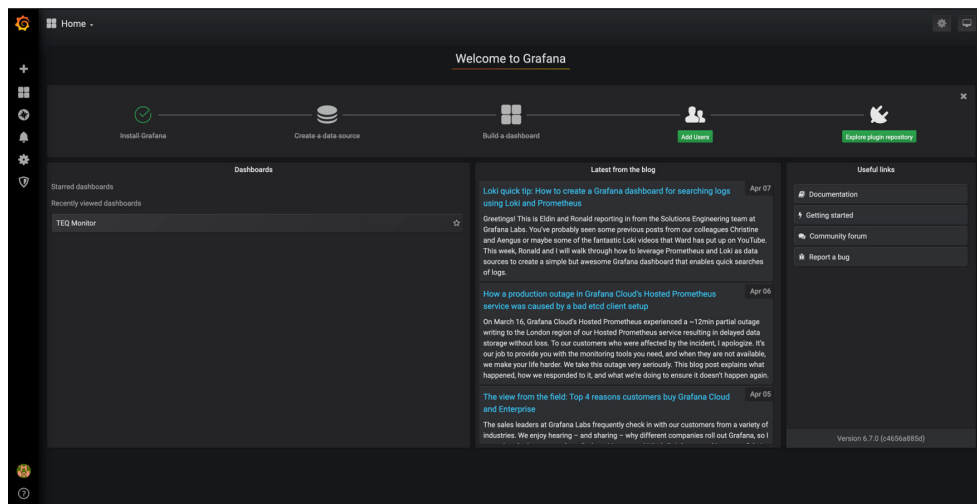 Home
Welcome to Grafana
Install Grafana
Create a data source
Build a dashboard
Add Users
Explore plugin repository
Dashboards
Starred dashboards
Recently viewed dashboards
TEQ Monitor
Latest from the blog
Loki quick tip: How to create a Grafana dashboard for searching logs
using Loki and Prometheus
Apr 07
Greetings! This is Eldin and Ronald reporting in from the Solutions Engineering team at
Grafana Labs. You've probably seen some previous posts from our colleagues Christine
and Aengus or maybe some of the fantastic Loki videos that Ward has put up on YouTube.
This week, Ronald and I will walk through how to leverage Prometheus and Loki as data
sources to create a simple but awesome Grafana dashboard that enables quick searches
of logs.
How a production outage in Grafana Cloud's Hosted Prometheus
service was caused by a bad etcd client setup
Apr 06
On March 16, Grafana Cloud's Hosted Prometheus experienced a ~12min partial outage
writing to the London region of our Hosted Prometheus service resulting in delayed data
storage without loss. To our customers who were affected by the incident, I apologize. It's
our job to provide you with the monitoring tools you need, and when they are not available,
we make your life harder. We take this outage very seriously. This blog post explains what
happened, how we responded to it, and what we're doing to ensure it doesn't happen again.
The view from the field: Top 4 reasons customers buy Grafana Cloud
and Enterprise
Apr 05
The sales leaders at Grafana Labs frequently check in with our customers from a variety of
industries. We enjoy hearing – and sharing – why different companies roll out Grafana, so I
Useful links
Documentation
Getting started
Community forum
Report a bug
Version 6.7.0 (c4656a885d)